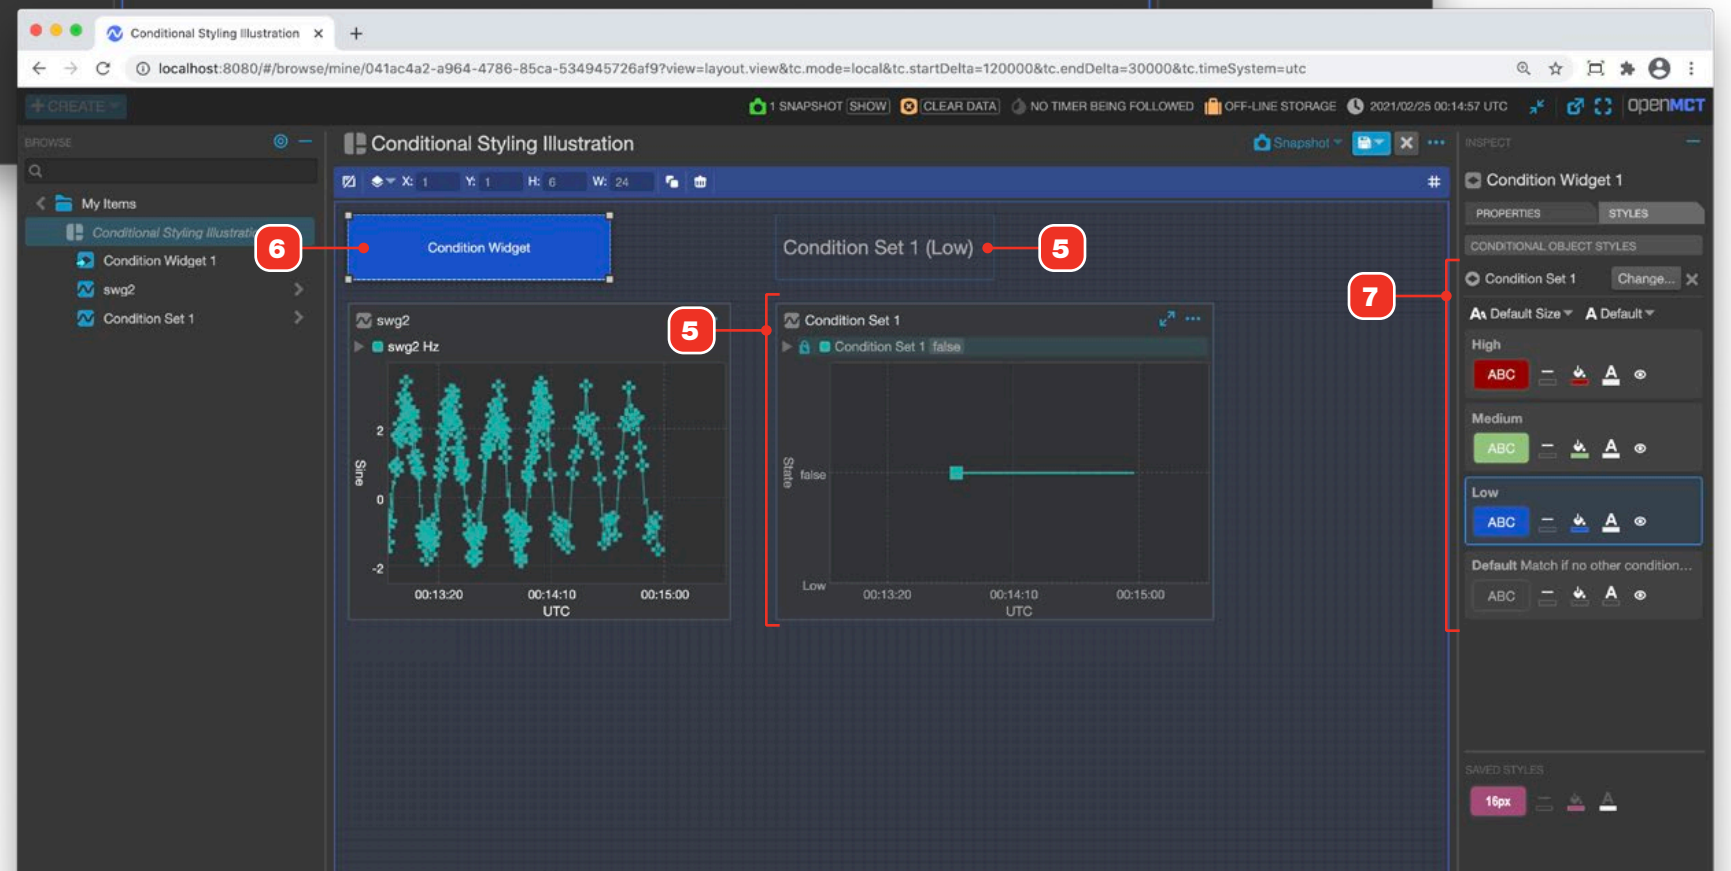 Conditional Styling Illustration
localhost:8080/#/browse/mine/041ac4a2-a964-4786-85ca-534945726af9?view=layout.view&tc.mode=local&tc.startDelta=120000&tc.endDelta=30000&tc.timeSystem=utc
+CREATE
1 SNAPSHOT SHOW CLEAR DATA NO TIMER BEING FOLLOWED OFF-LINE STORAGE 2021/02/25 00:14:57 UTC openMCT
BROWSE
Conditional Styling Illustration
Snapshot
INSPECT
X: 1 Y: 1 H: 6 W: 24
#
Condition Widget 1
My Items
PROPERTIES STYLES
Conditional Styling Illustratio
6
Condition Widget
Condition Set 1 (Low)
5
CONDITIONAL OBJECT STYLES
Condition Widget 1
Condition Set 1 Change...
swg2
7
Condition Set 1
swg2
5
Condition Set 1
Default Size A Default
swg2 Hz
Condition Set 1 false
High
ABC A
Medium
ABC A
Low
ABC A
Default Match if no other condition...
ABC A
2
0
-2
Sine
00:13:20 00:14:10 00:15:00
UTC
State
false
Low
00:13:20 00:14:10 00:15:00
UTC
SAVED STYLES
16px A